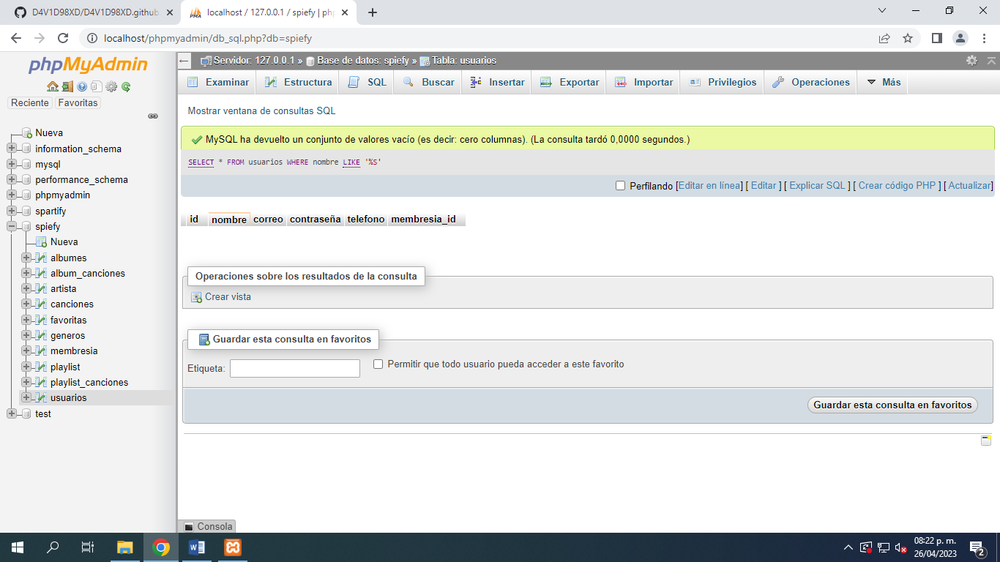 D4V1D98XD/D4V1D98XD.github
localhost / 127.0.0.1 / spiefy | php
localhost/phpmyadmin/db_sql.php?db=spiefy
phpMyAdmin
Reciente Favoritas
Nueva
information_schema
mysql
performance_schema
phpmyadmin
spartify
spiefy
Nueva
albumes
album_canciones
artista
canciones
favoritas
generos
membresia
playlist
playlist_canciones
usuarios
test
Servidor: 127.0.0.1 » Base de datos: spiefy » Tabla: usuarios
Examinar Estructura SQL Buscar Insertar Exportar Importar Privilegios Operaciones Más
Mostrar ventana de consultas SQL
MySQL ha devuelto un conjunto de valores vacío (es decir: cero columnas). (La consulta tardó 0,0000 segundos.)
SELECT * FROM usuarios WHERE nombre LIKE '%S'
Perfilando [Editar en línea] [ Editar ] [ Explicar SQL ] [ Crear código PHP ] [ Actualizar]
id nombre correo contraseña telefono membresia_id
Operaciones sobre los resultados de la consulta
Crear vista
Guardar esta consulta en favoritos
Etiqueta: Permitir que todo usuario pueda acceder a este favorito
Guardar esta consulta en favoritos
Consola
08:22 p. m.
26/04/2023
2